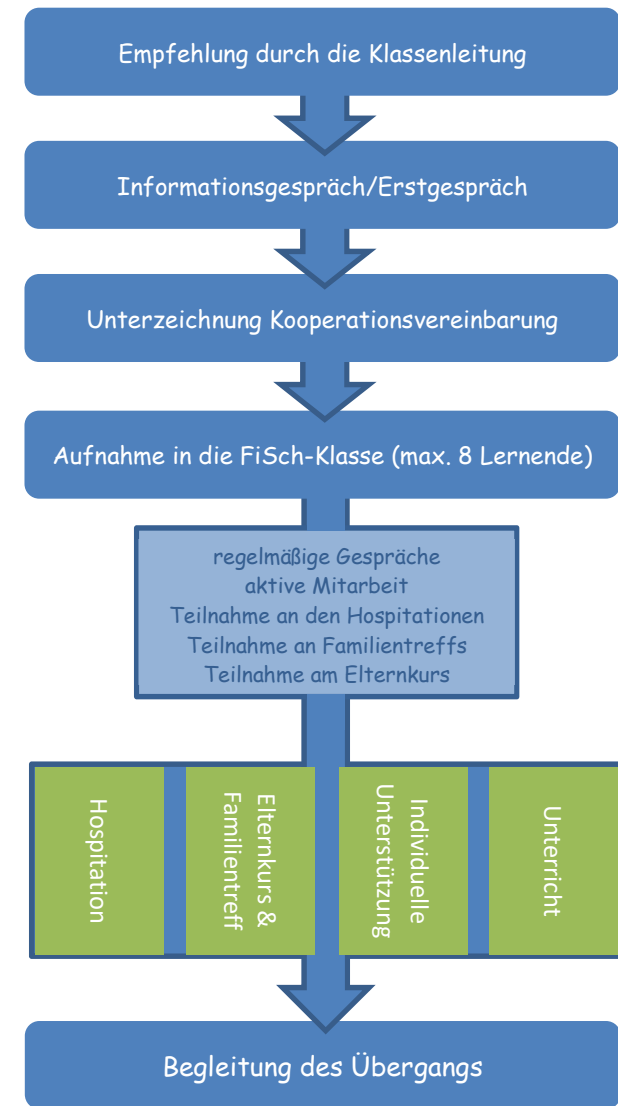 Empfehlung durch die Klassenleitung
Informationsgespräch/Erstgespräch
Unterzeichnung Kooperationsvereinbarung
Aufnahme in die FiSch-Klasse (max. 8 Lernende)
regelmäßige Gespräche
aktive Mitarbeit
Teilnahme an den Hospitationen
Teilnahme an Familientreffs
Teilnahme am Elternkurs
Hospitation
Elternkurs &
Familientreff
Individuelle
Unterstützung
Unterricht
Begleitung des Übergangs